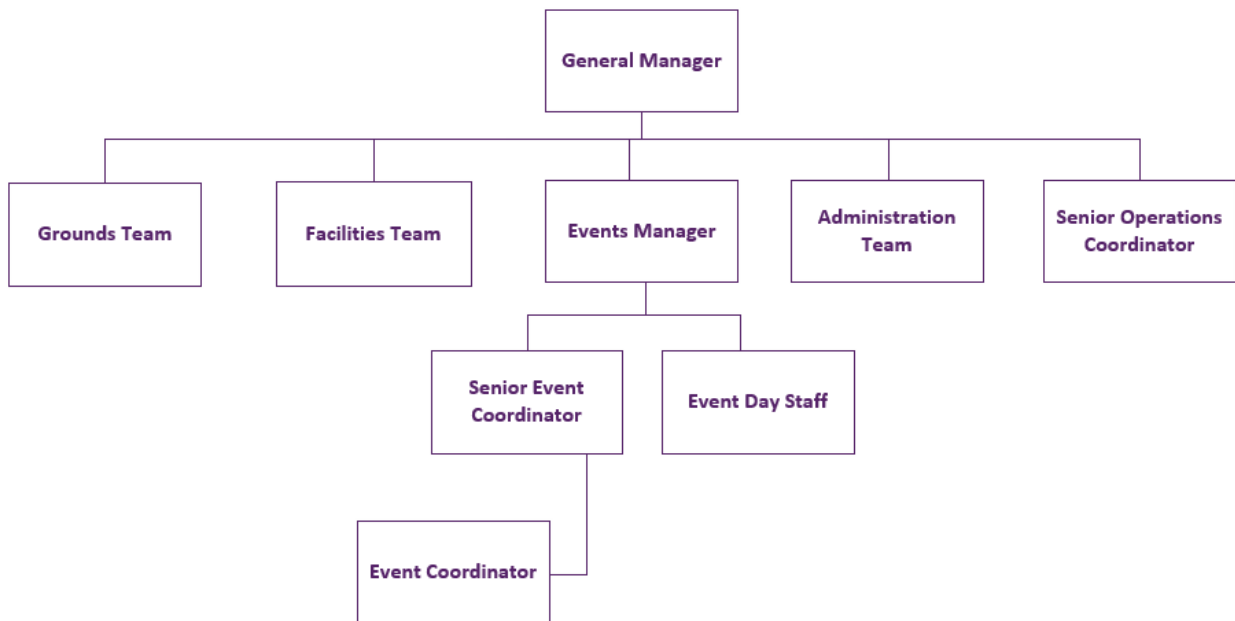 General Manager
Grounds Team
Facilities Team
Events Manager
Administration
Team
Senior Operations
Coordinator
Senior Event
Coordinator
Event Day Staff
Event Coordinator